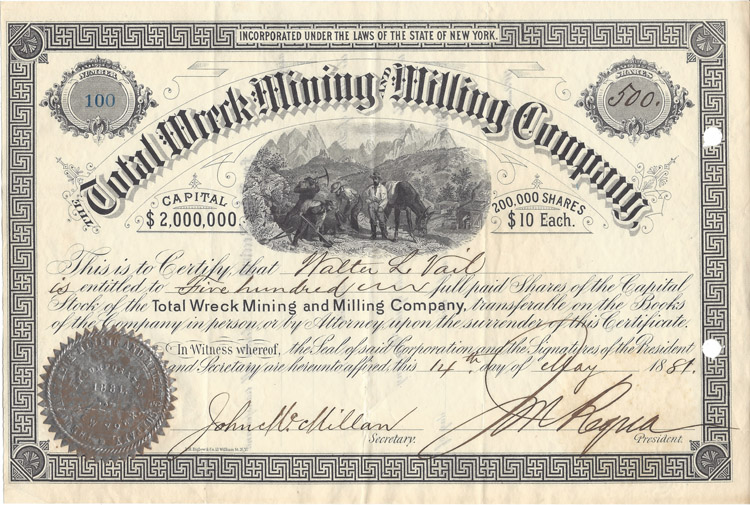 INCORPORATED UNDER THE LAWS OF THE STATE OF NEW YORK.
NUMBER
100
SHARES
500.
THE Total Wreck Mining AND Milling Company,
CAPITAL
$2,000,000
200,000 SHARES
$10 Each.
This is to Certify, that Walter L Vail
is entitled to Five hundred full paid Shares of the Capital
Stock of the Total Wreck Mining and Milling Company, transferable on the Books
of the Company in person, or by Attorney, upon the surrender of this Certificate.
In Witness whereof, the Seal of said Corporation and the Signatures of the President
and Secretary are hereunto affixed, this 14th day of May 1881.
1881
John McMillan
Secretary.
President.